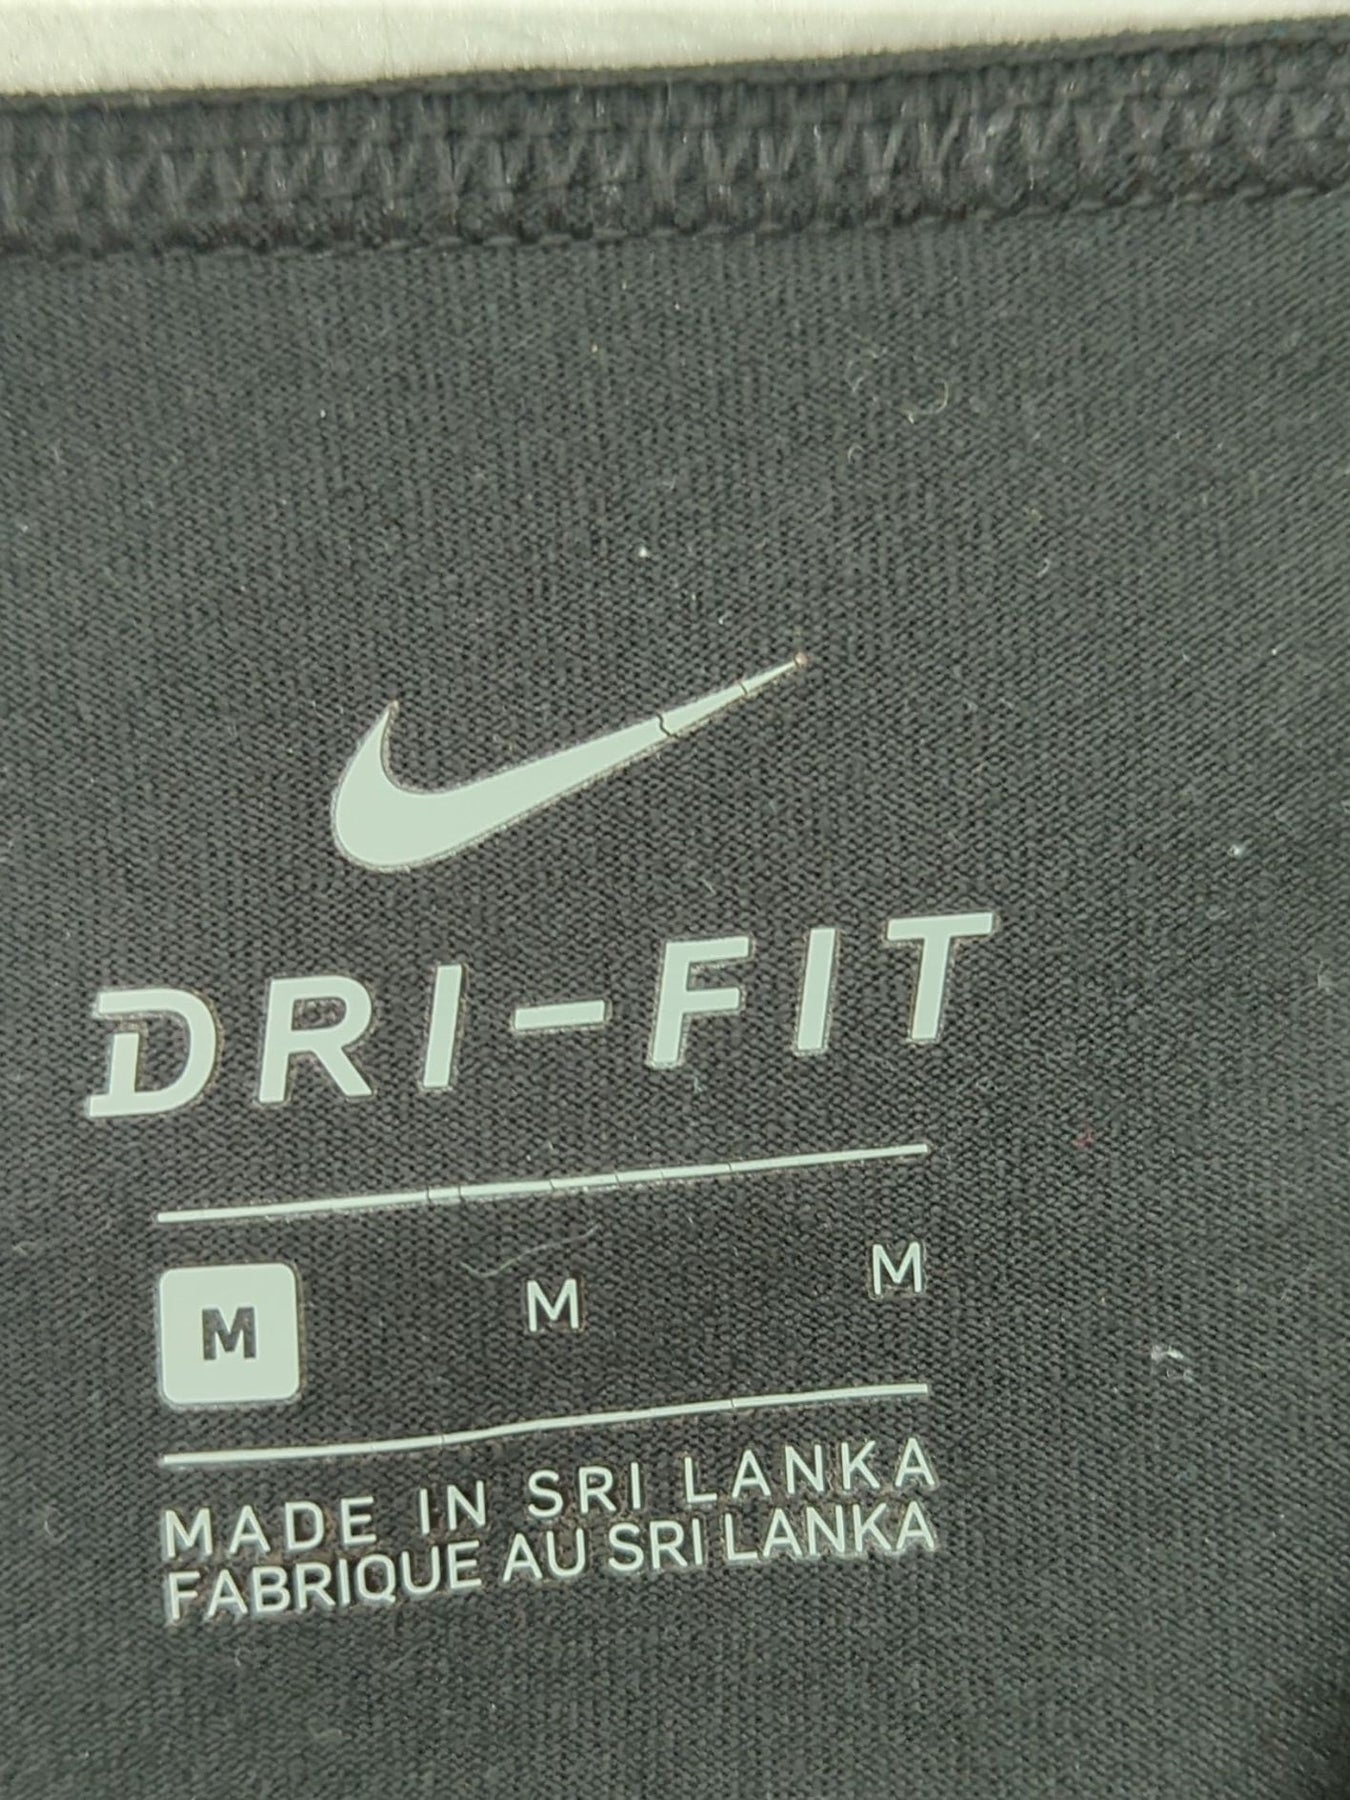 DRI-FIT
M M M
MADE IN SRI LANKA
FABRIQUE AU SRI LANKA